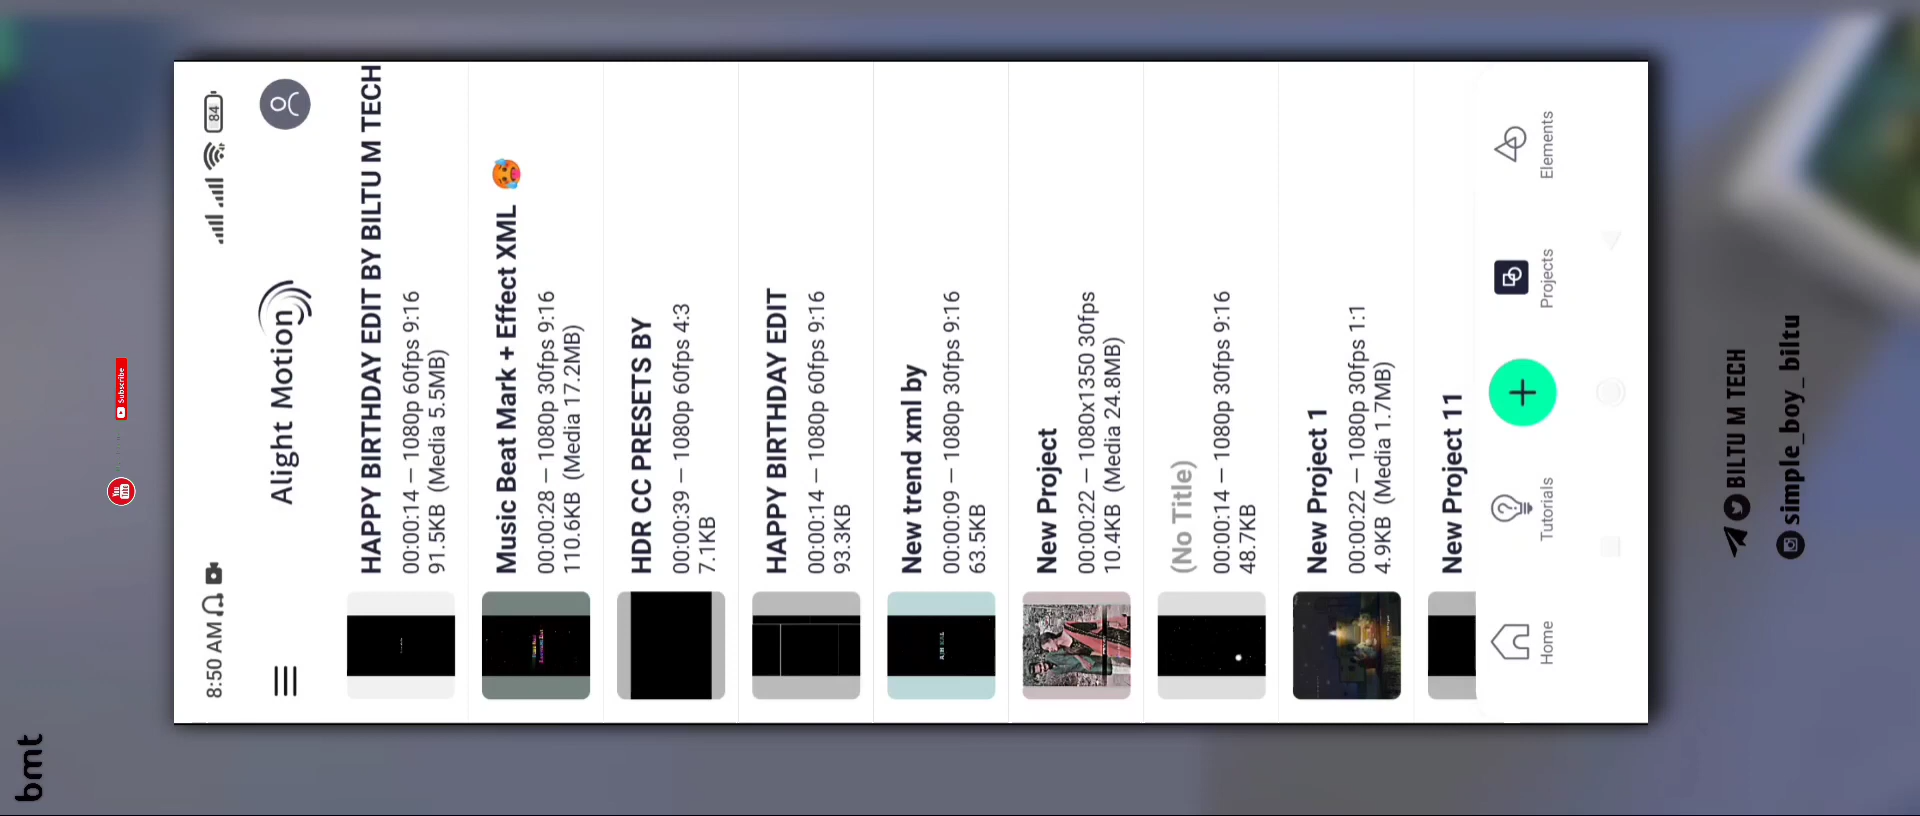 8:50 AM
84
Alight Motion
HAPPY BIRTHDAY EDIT BY BILTU M TECH
00:00:14 — 1080p 60fps 9:16
91.5KB (Media 5.5MB)
Music Beat Mark + Effect XML 🥵
00:00:28 — 1080p 30fps 9:16
110.6KB (Media 17.2MB)
HDR CC PRESETS BY
00:00:39 — 1080p 60fps 4:3
7.1KB
HAPPY BIRTHDAY EDIT
00:00:14 — 1080p 60fps 9:16
93.3KB
New trend xml by
00:00:09 — 1080p 30fps 9:16
63.5KB
New Project
00:00:22 — 1080x1350 30fps
10.4KB (Media 24.8MB)
(No Title)
00:00:14 — 1080p 30fps 9:16
48.7KB
New Project 1
00:00:22 — 1080p 30fps 1:1
4.9KB (Media 1.7MB)
New Project 11
Home
Tutorials
Projects
Elements
You Tube
Subscribe
BILTU M TECH
simple_boy_ biltu
bmt